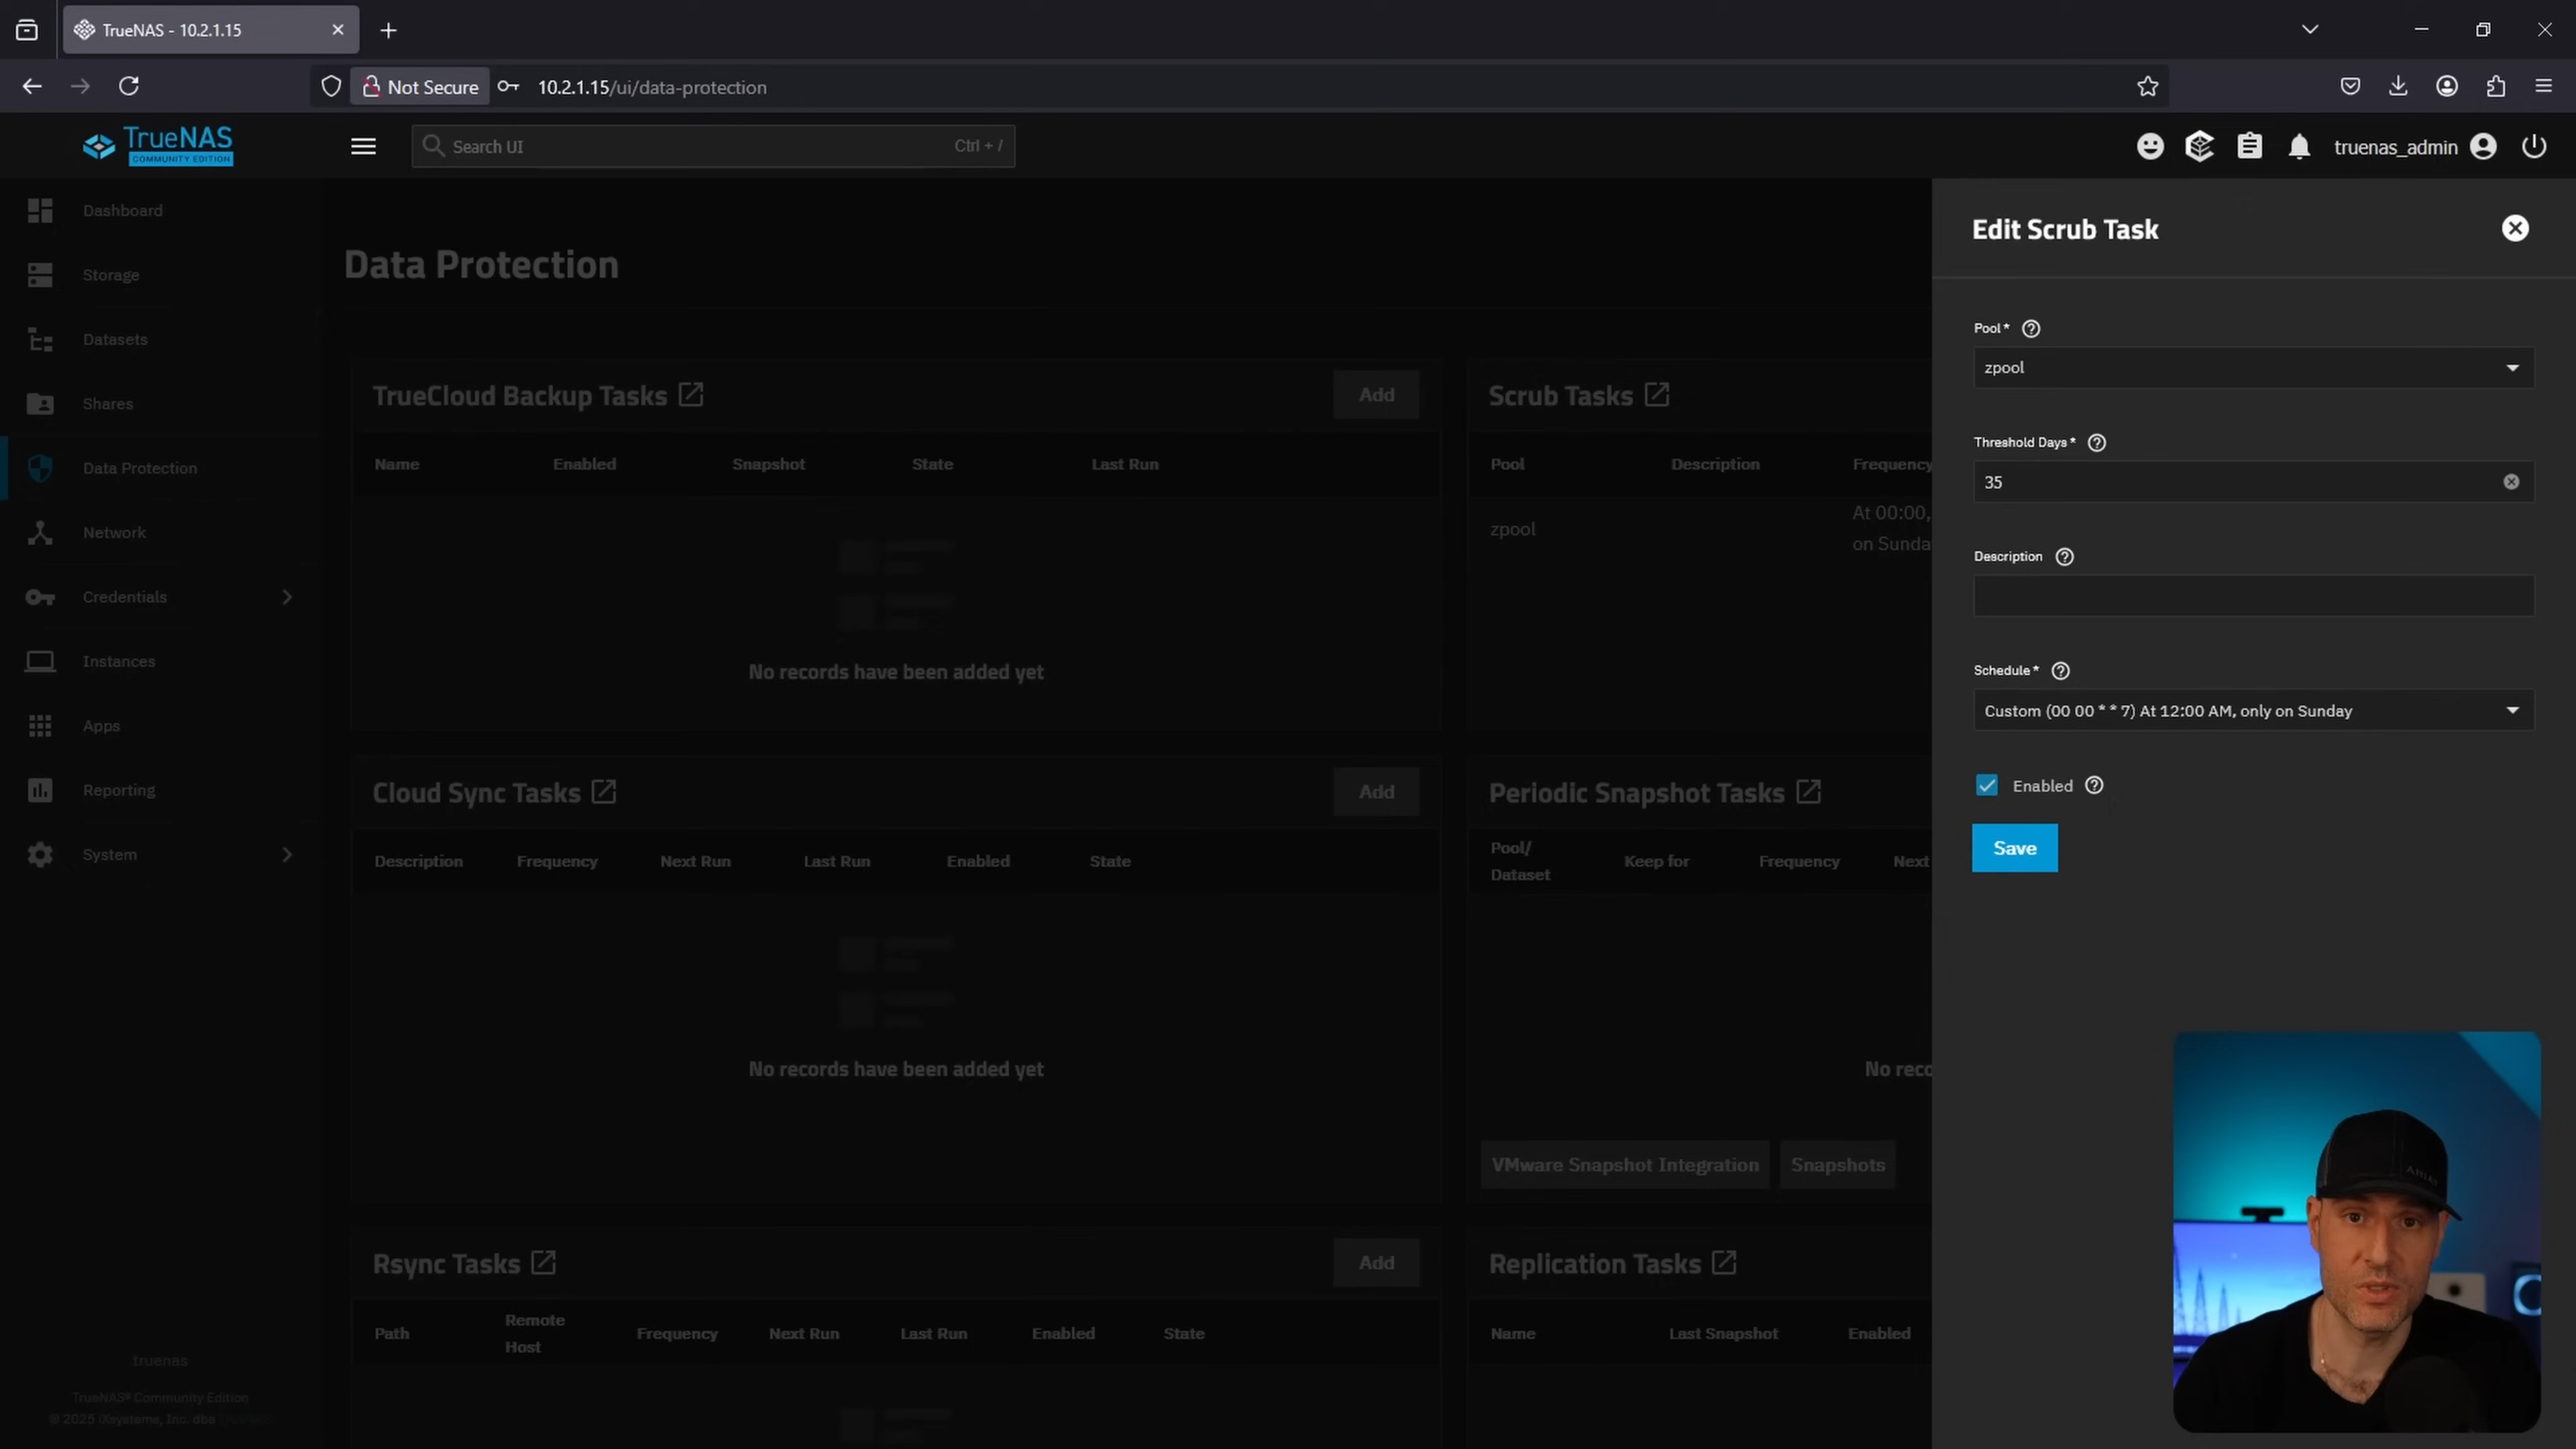 TrueNAS - 10.2.1.15
Not Secure
10.2.1.15/ui/data-protection
TrueNAS
COMMUNITY EDITION
Search UI
Ctrl + /
truenas_admin
Dashboard
Storage
Datasets
Shares
Data Protection
Network
Credentials
Instances
Apps
Reporting
System
truenas
TrueNAS® Community Edition
© 2025 iXsystems, Inc. dba
Data Protection
TrueCloud Backup Tasks
Add
Name Enabled Snapshot State Last Run
No records have been added yet
Scrub Tasks
Pool Description Frequency
zpool
At 00:00,
on Sunda
Cloud Sync Tasks
Add
Description Frequency Next Run Last Run Enabled State
No records have been added yet
Periodic Snapshot Tasks
Pool/
Dataset
Keep for Frequency Next
No reco
VMware Snapshot Integration
Snapshots
Rsync Tasks
Add
Path
Remote
Host
Frequency Next Run Last Run Enabled State
Replication Tasks
Name Last Snapshot Enabled
Edit Scrub Task
Pool *
zpool
Threshold Days *
35
Description
Schedule *
Custom (00 00 * * 7) At 12:00 AM, only on Sunday
Enabled
Save